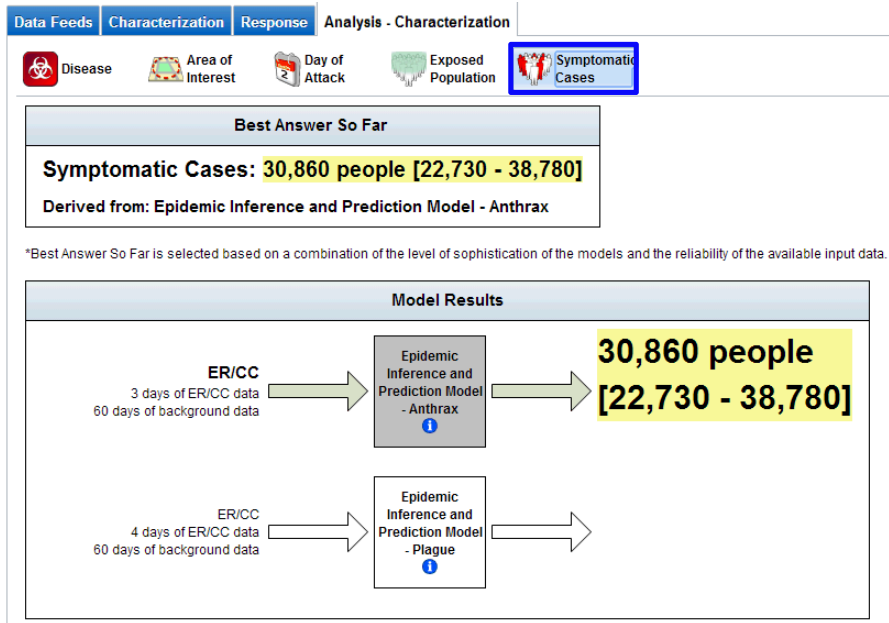 Data Feeds Characterization Response Analysis - Characterization
Disease
Area of
Interest
2
Day of
Attack
Exposed
Population
Symptomatic
Cases
Best Answer So Far
Symptomatic Cases: 30,860 people [22,730 - 38,780]
Derived from: Epidemic Inference and Prediction Model - Anthrax
*Best Answer So Far is selected based on a combination of the level of sophistication of the models and the reliability of the available input data.
Model Results
ER/CC
3 days of ER/CC data
60 days of background data
Epidemic
Inference and
Prediction Model
- Anthrax
i
30,860 people
[22,730 - 38,780]
ER/CC
4 days of ER/CC data
60 days of background data
Epidemic
Inference and
Prediction Model
- Plague
i